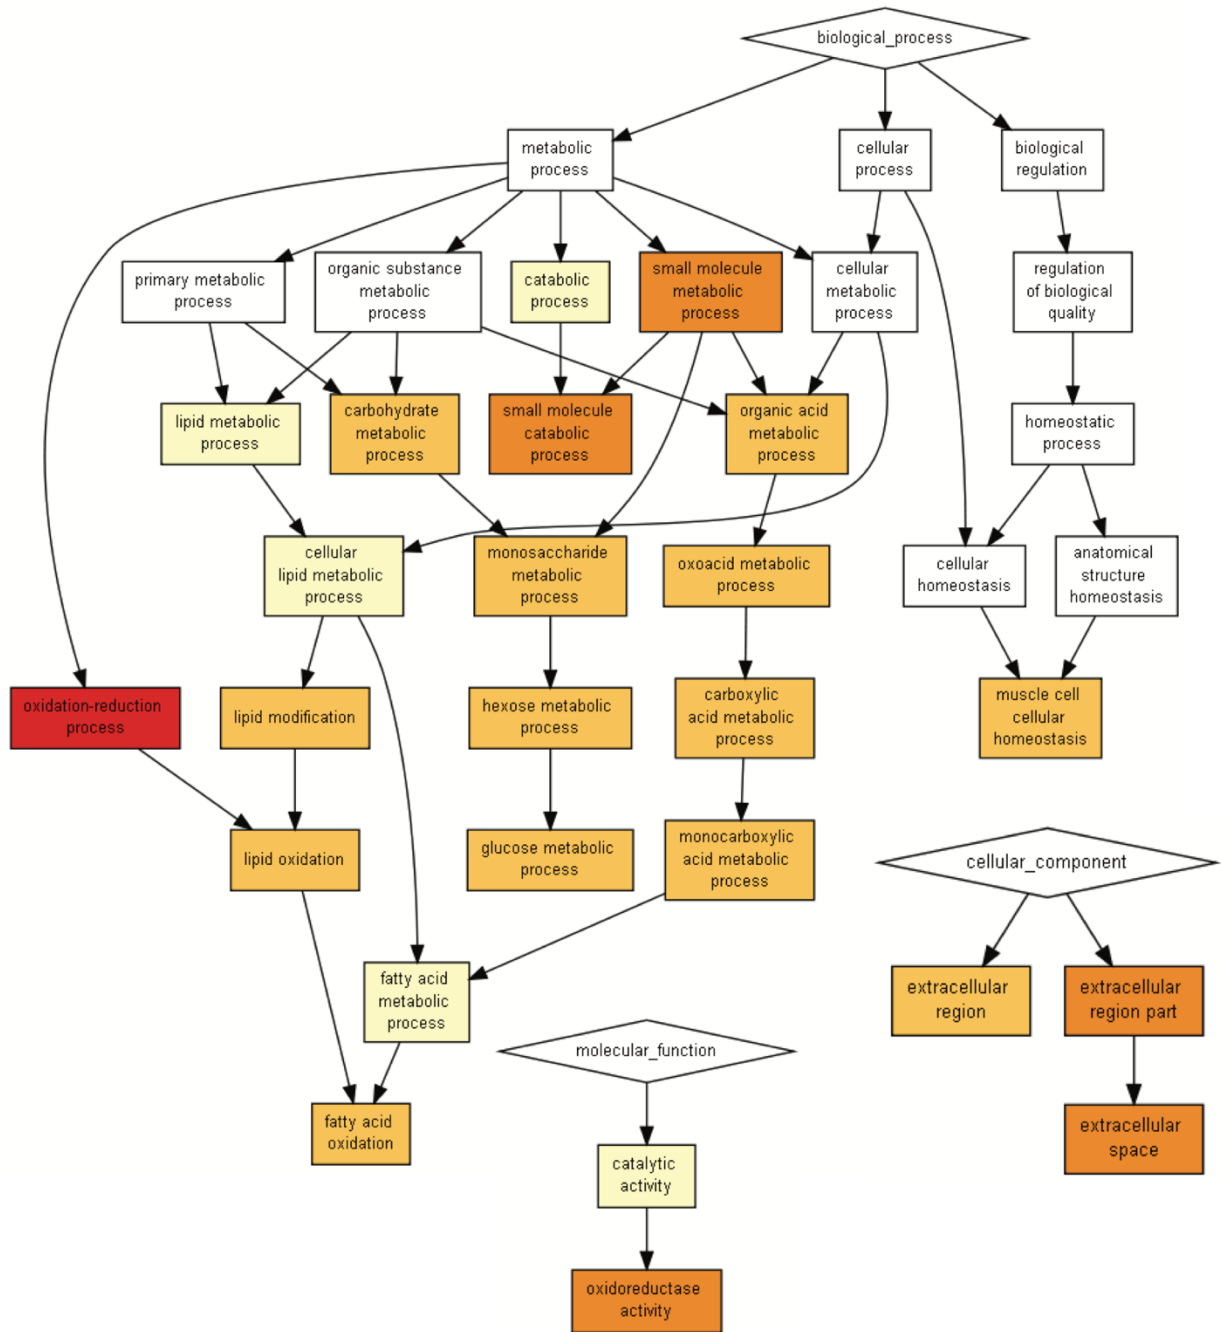 biological_process
metabolic
process
cellular
process
biological
regulation
primary metabolic
process
organic substance
metabolic
process
catabolic
process
small molecule
metabolic
process
cellular
metabolic
process
regulation
of biological
quality
lipid metabolic
process
carbohydrate
metabolic
process
small molecule
catabolic
process
organic acid
metabolic
process
homeostatic
process
cellular
lipid metabolic
process
monosaccharide
metabolic
process
oxoacid metabolic
process
cellular
homeostasis
anatomical
structure
homeostasis
oxidation-reduction
process
lipid modification
hexose metabolic
process
carboxylic
acid metabolic
process
muscle cell
cellular
homeostasis
lipid oxidation
glucose metabolic
process
monocarboxylic
acid metabolic
process
cellular_component
fatty acid
metabolic
process
extracellular
region
extracellular
region part
molecular_function
fatty acid
oxidation
extracellular
space
catalytic
activity
oxidoreductase
activity